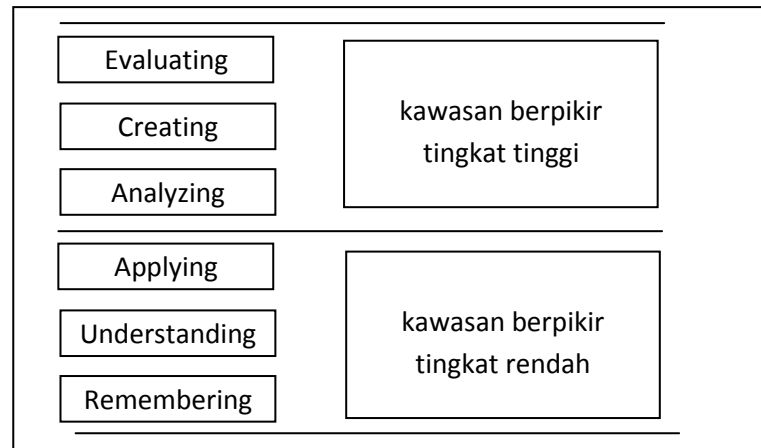 Evaluating
Creating
Analyzing
kawasan berpikir
tingkat tinggi
Applying
Understanding
Remembering
kawasan berpikir
tingkat rendah